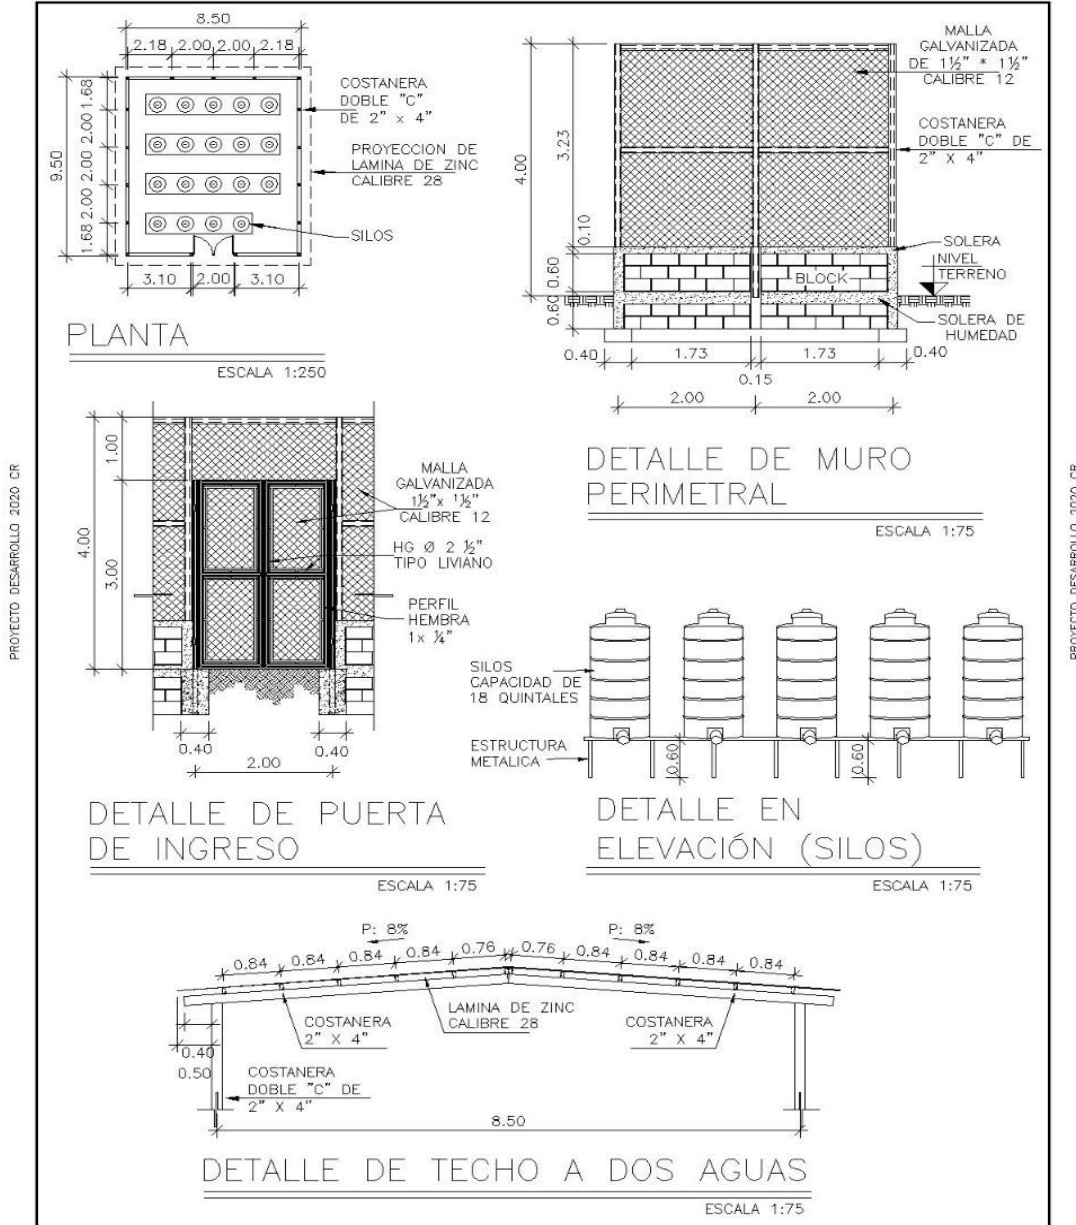 8.50
2.18 2.00 2.00 2.18
9.50
1.68 2.00 2.00 2.00 1.68
COSTANERA
DOBLE "C"
DE 2" x 4"
PROYECCION DE
LAMINA DE ZINC
CALIBRE 28
SILOS
3.10 2.00 3.10
PLANTA
ESCALA 1:250
MALLA
GALVANIZADA
DE 1½" * 1½"
CALIBRE 12
COSTANERA
DOBLE "C" DE
2" X 4"
4.00
3.23
0.10
0.60
0.60
BLOCK
SOLERA
NIVEL
TERRENO
SOLERA DE
HUMEDAD
0.40 1.73 1.73 0.40
0.15
2.00 2.00
DETALLE DE MURO
PERIMETRAL
ESCALA 1:75
PROYECTO DESARROLLO 2020 CR
4.00
1.00
3.00
MALLA
GALVANIZADA
1½"x 1½"
CALIBRE 12
HG Ø 2 ½"
TIPO LIVIANO
PERFIL
HEMBRA
1x ¼"
0.40 0.40
2.00
DETALLE DE PUERTA
DE INGRESO
ESCALA 1:75
SILOS
CAPACIDAD DE
18 QUINTALES
ESTRUCTURA
METALICA
0.60 0.60
DETALLE EN
ELEVACIÓN (SILOS)
ESCALA 1:75
PROYECTO DESARROLLO 2020 CR
P: 8% P: 8%
0.84 0.84 0.84 0.84 0.76 0.76 0.84 0.84 0.84 0.84
LAMINA DE ZINC
CALIBRE 28
COSTANERA
2" X 4"
COSTANERA
2" X 4"
0.40
0.50
COSTANERA
DOBLE "C" DE
2" X 4"
8.50
DETALLE DE TECHO A DOS AGUAS
ESCALA 1:75